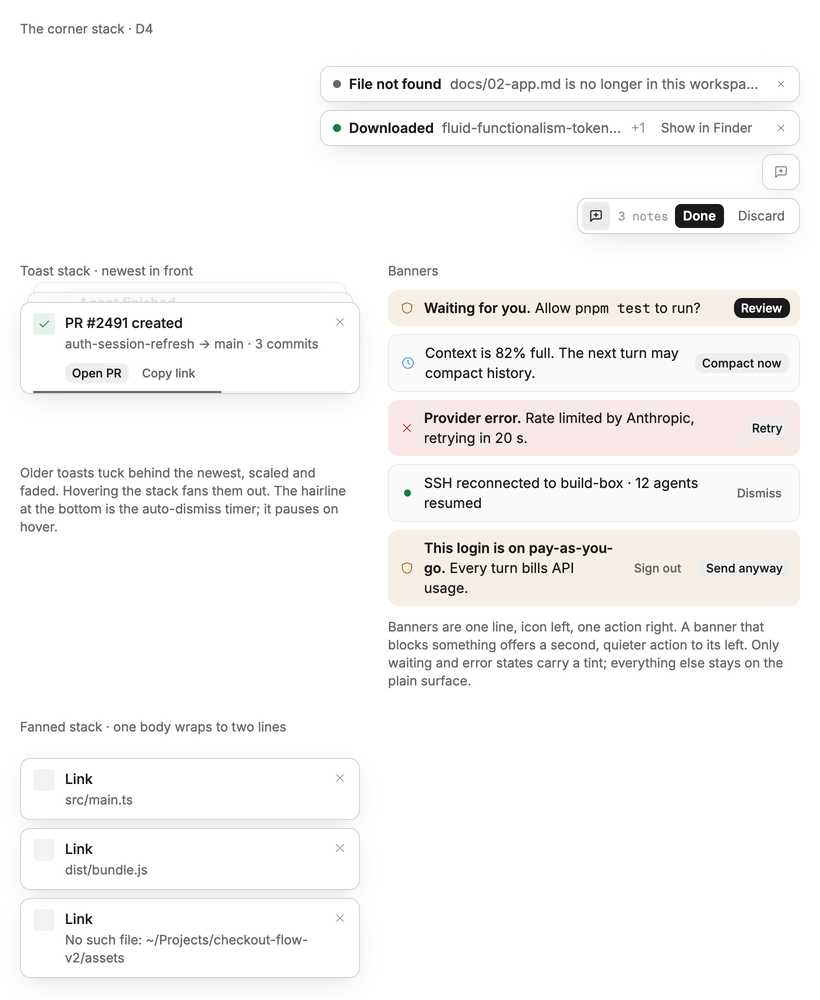 The corner stack · D4
File not found docs/02-app.md is no longer in this workspa...
Downloaded fluid-functionalism-token... +1 Show in Finder
3 notes Done Discard
Toast stack · newest in front
Agent finished
PR #2491 created
auth-session-refresh → main · 3 commits
Open PR Copy link
Older toasts tuck behind the newest, scaled and
faded. Hovering the stack fans them out. The hairline
at the bottom is the auto-dismiss timer; it pauses on
hover.
Banners
Waiting for you. Allow pnpm test to run? Review
Context is 82% full. The next turn may
compact history.
Compact now
Provider error. Rate limited by Anthropic,
retrying in 20 s.
Retry
SSH reconnected to build-box · 12 agents
resumed
Dismiss
This login is on pay-as-you-
go. Every turn bills API
usage.
Sign out Send anyway
Banners are one line, icon left, one action right. A banner that
blocks something offers a second, quieter action to its left. Only
waiting and error states carry a tint; everything else stays on the
plain surface.
Fanned stack · one body wraps to two lines
Link
src/main.ts
Link
dist/bundle.js
Link
No such file: ~/Projects/checkout-flow-
v2/assets